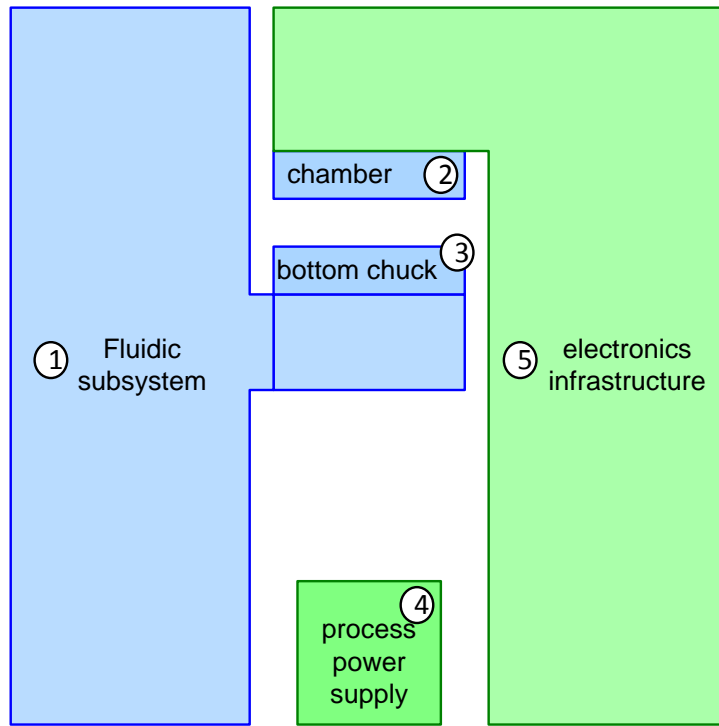 chamber 2
3
bottom chuck
1 Fluidic
subsystem
5 electronics
infrastructure
4
process
power
supply